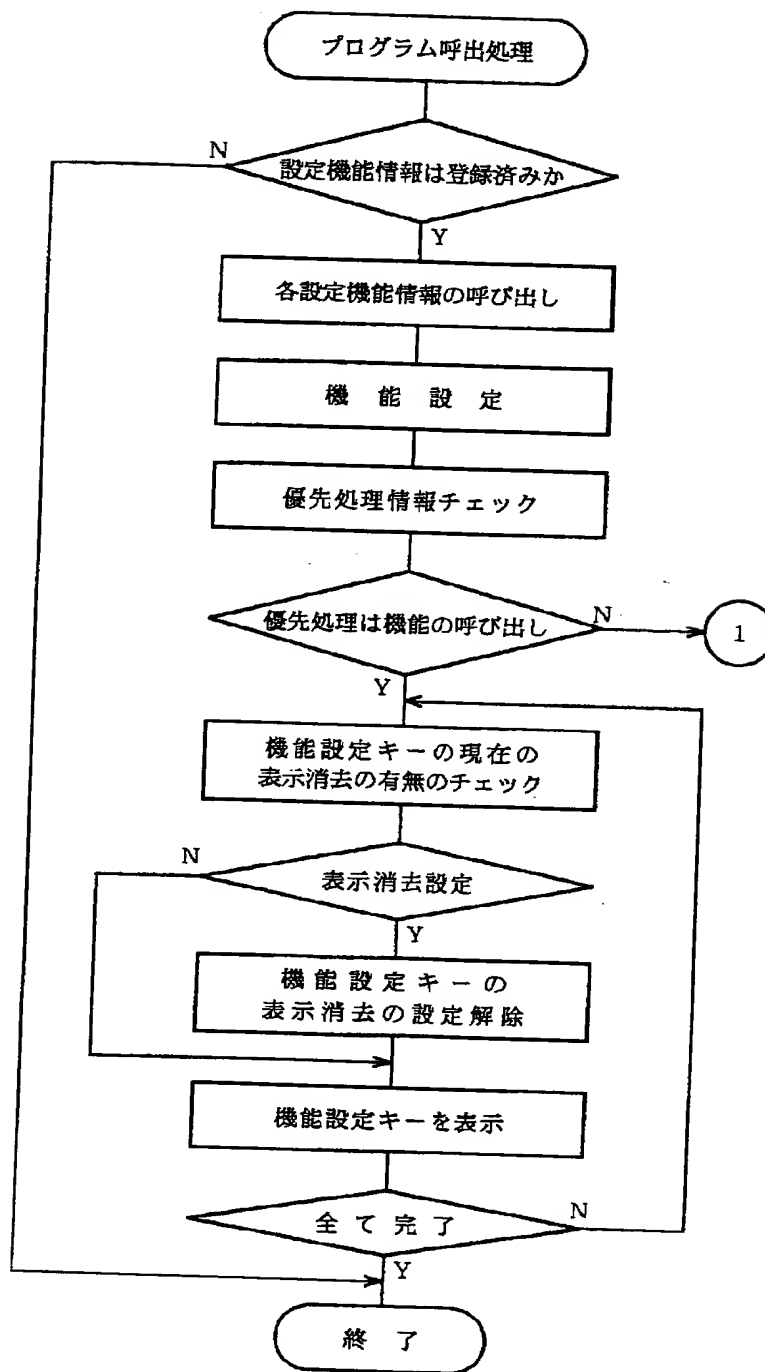 プログラム呼出処理
N
設定機能情報は登録済みか
Y
各設定機能情報の呼び出し
機能設定
優先処理情報チェック
優先処理は機能の呼び出し
N
1
Y
機能設定キーの現在の
表示消去の有無のチェック
N
表示消去設定
Y
機能設定キーの
表示消去の設定解除
機能設定キーを表示
全て完了
N
Y
終了